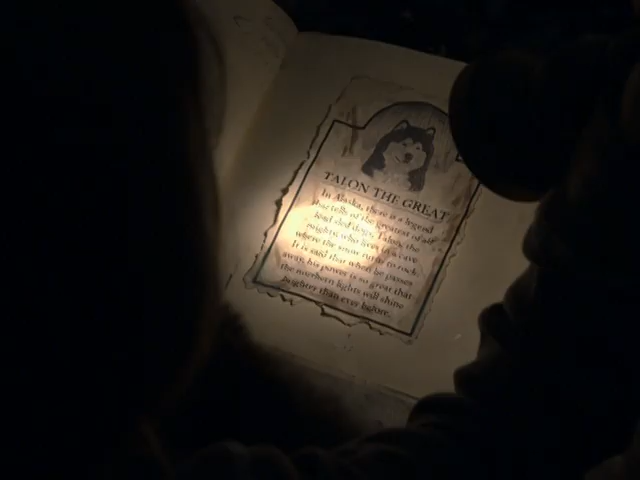 TALON THE GREAT
In Alaska, there is a legend
that tells of the greatest of all
lead sled dogs, Talon, the
mighty, who lives in a cave
where the snow turns to rock.
It is said that when he passes
away, his power is so great that
the northern lights will shine
brighter than ever before.